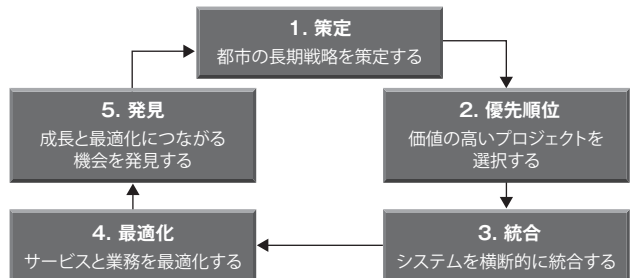 1. 策定
都市の長期戦略を策定する
2. 優先順位
価値の高いプロジェクトを
選択する
3. 統合
システムを横断的に統合する
4. 最適化
サービスと業務を最適化する
5. 発見
成長と最適化につながる
機会を発見する